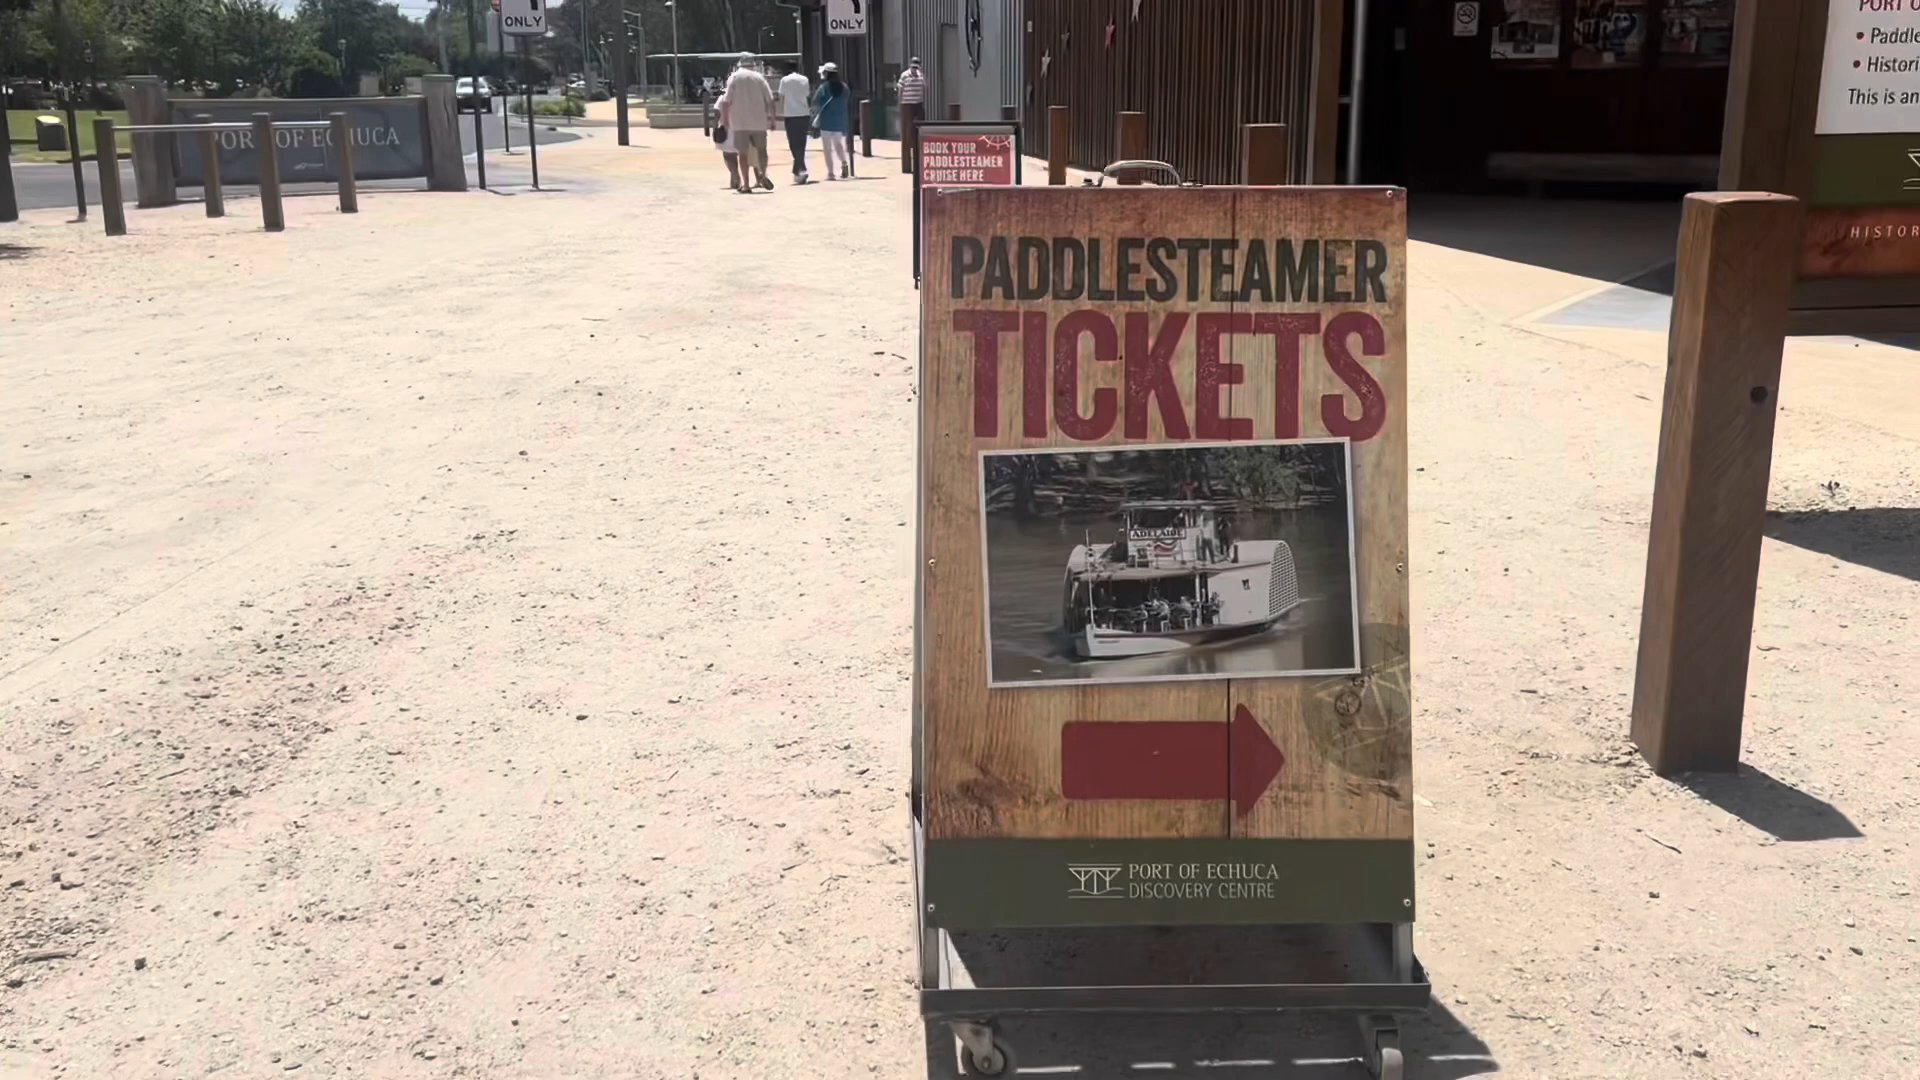 ONLY
ONLY
PORT OF ECHUCA
BOOK YOUR
PADDLESTEAMER
CRUISE HERE
PADDLESTEAMER
TICKETS
ADELAIDE
PORT OF ECHUCA
DISCOVERY CENTRE
PORT O
• Paddle
• Histori
This is an
HISTOR